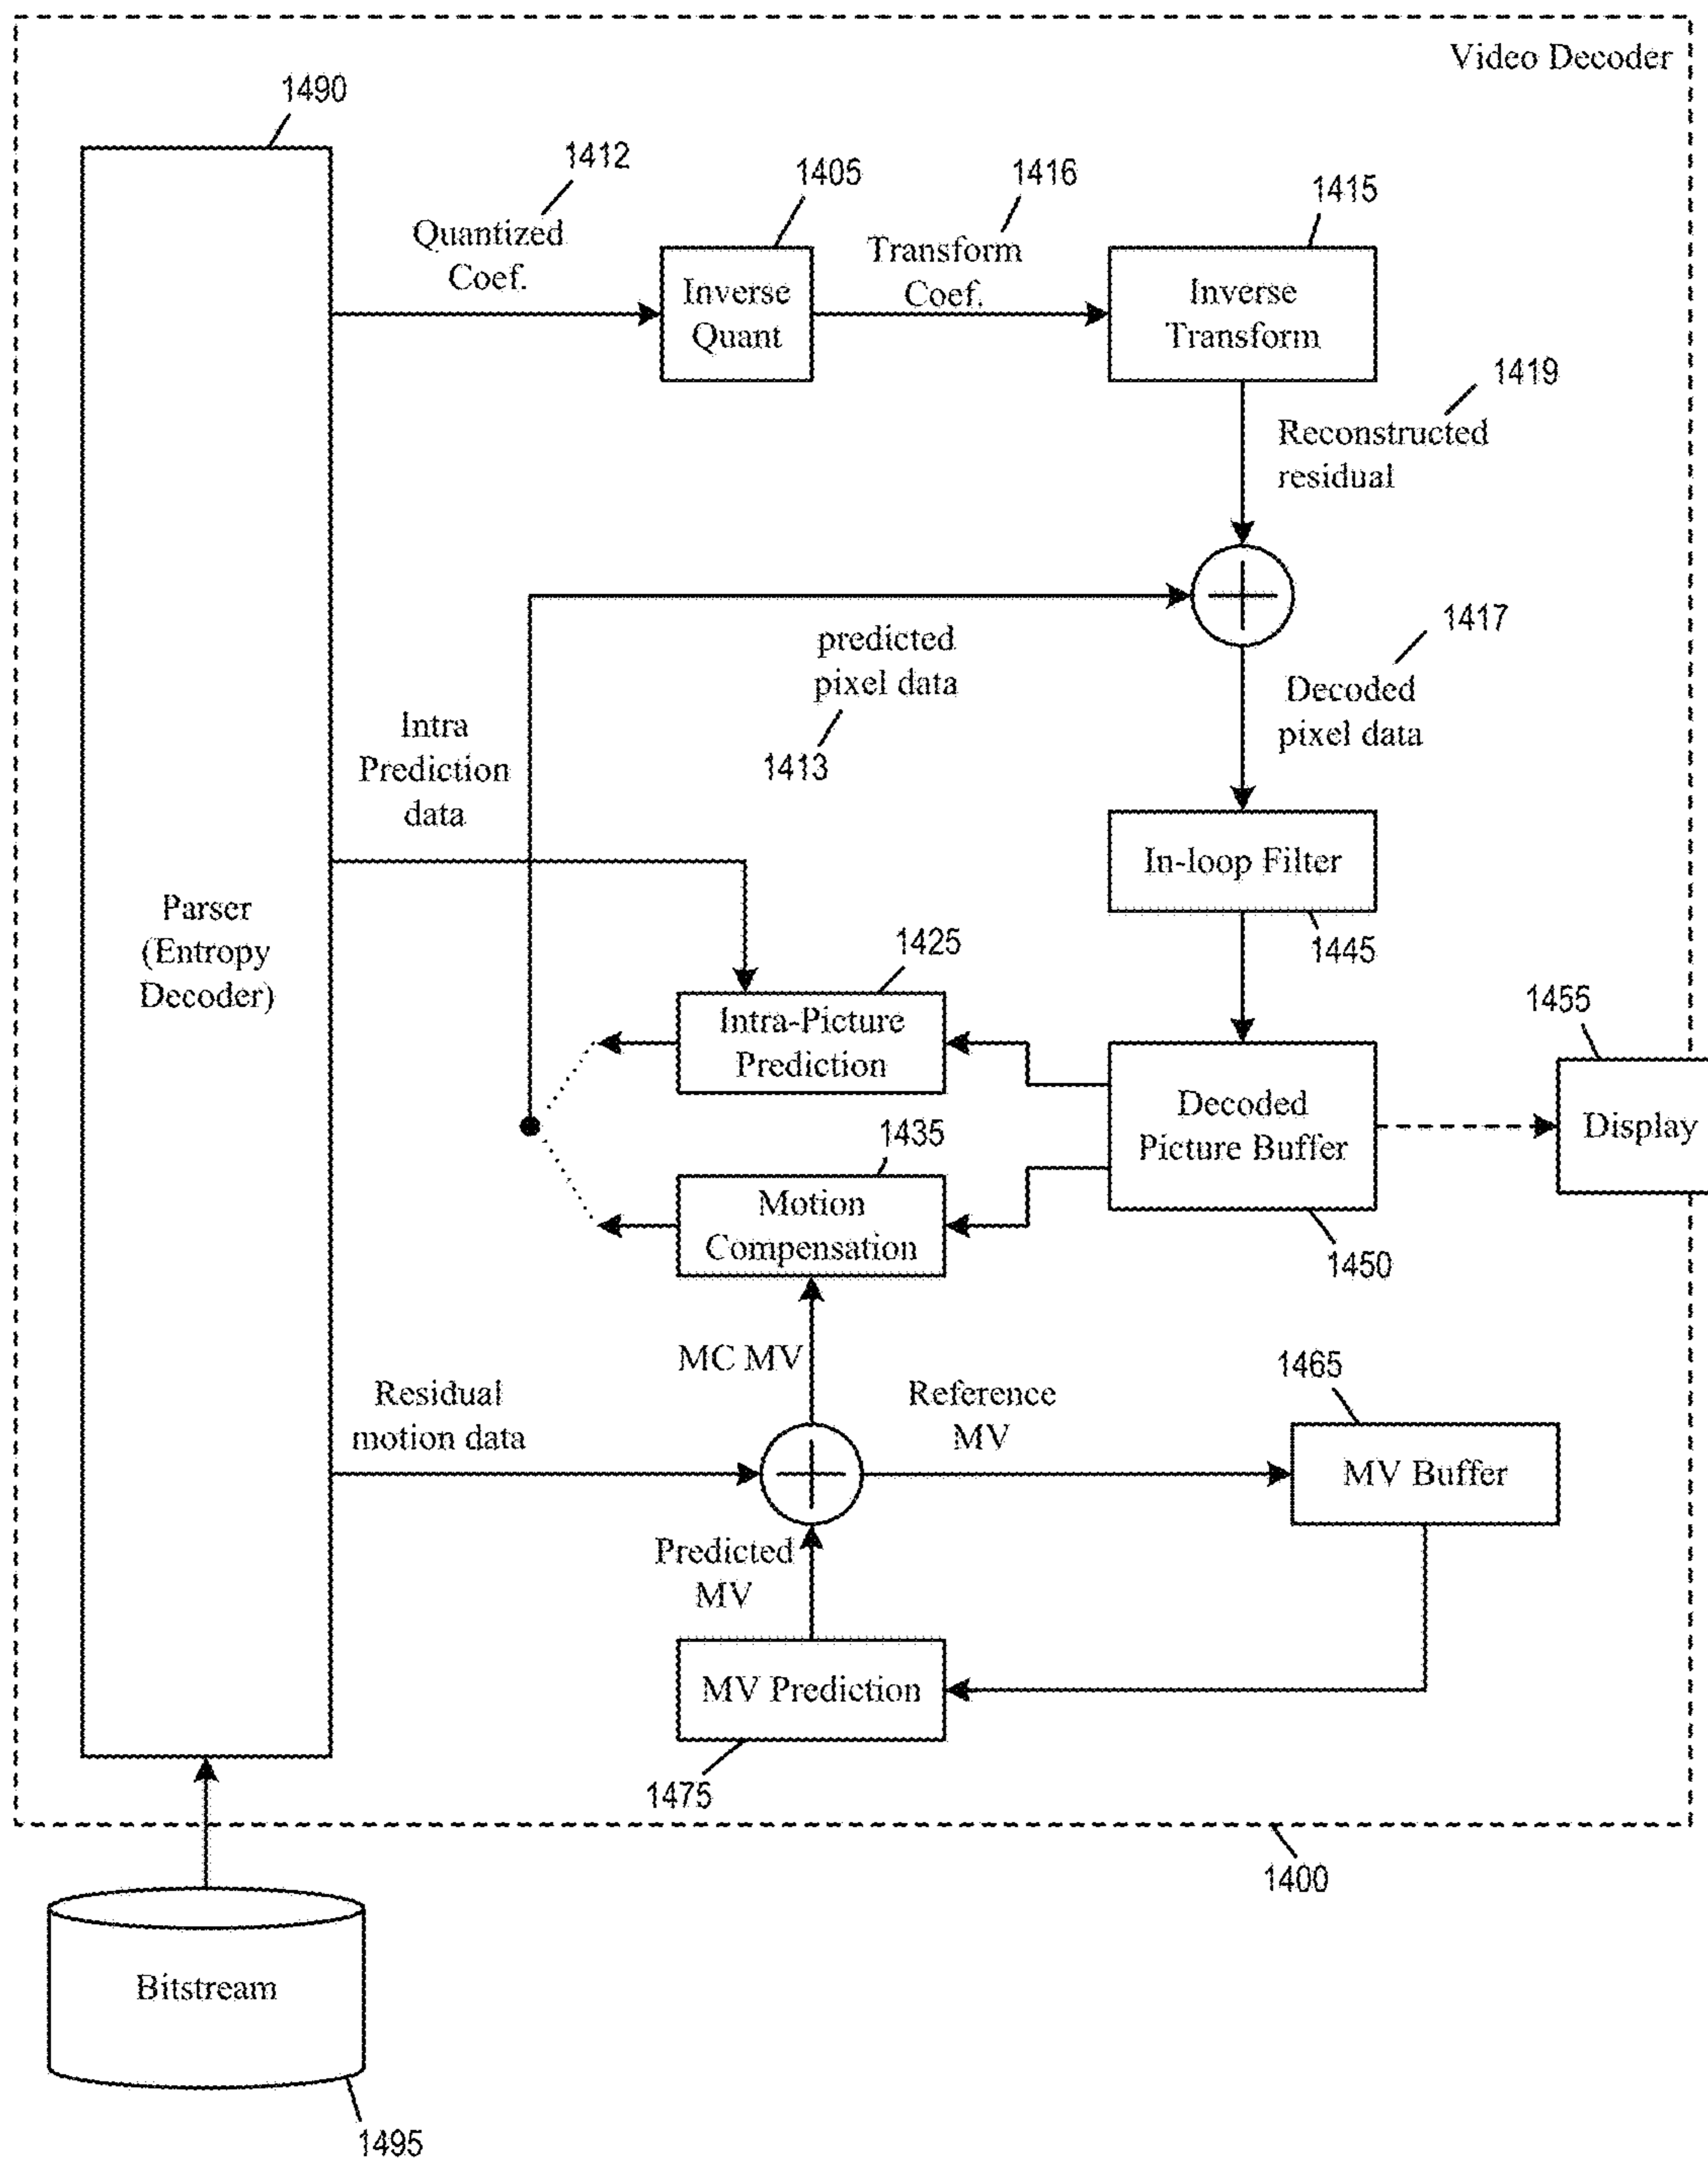 Video Decoder
1490
1412
1405
1416
1415
Quantized
Coef.
Transform
Coef.
Inverse
Quant
Inverse
Transform
1419
Reconstructed
residual
predicted
pixel data
1413
1417
Decoded
pixel data
Intra
Prediction
data
In-loop Filter
1445
Parser
(Entropy
Decoder)
1425
Intra-Picture
Prediction
1455
Decoded
Picture Buffer
Display
1435
Motion
Compensation
1450
MC MV
1465
Residual
motion data
Reference
MV
MV Buffer
Predicted
MV
MV Prediction
1475
1400
Bitstream
1495